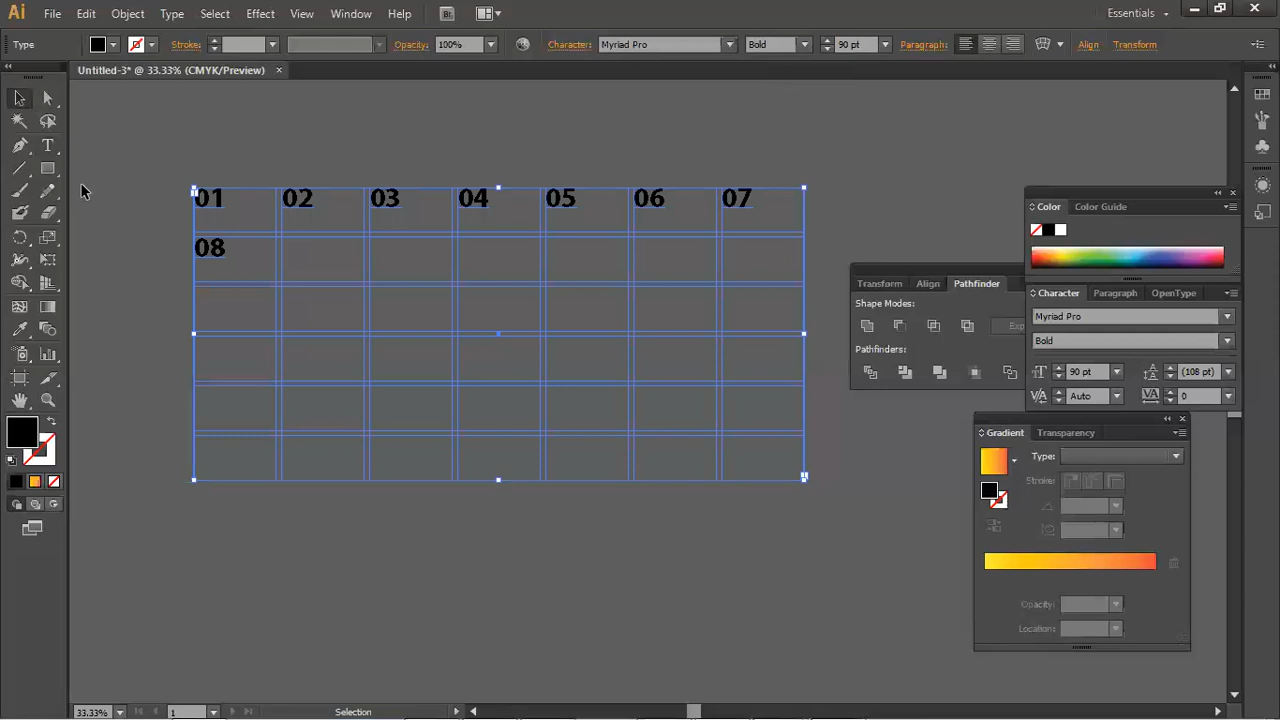 Ai File Edit Object Type Select Effect View Window Help Br Essentials
Type Stroke: Opacity: 100% Character: Myriad Pro Bold 90 pt Paragraph: Align Transform
Untitled-3* @ 33.33% (CMYK/Preview) ×
01 02 03 04 05 06 07
08
Color Color Guide
Transform Align Pathfinder
Shape Modes:
Exp
Pathfinders:
Character Paragraph OpenType
Myriad Pro
Bold
90 pt (108 pt)
Auto 0
Gradient Transparency
Type:
Stroke:
Opacity:
Location:
33.33% 1 Selection